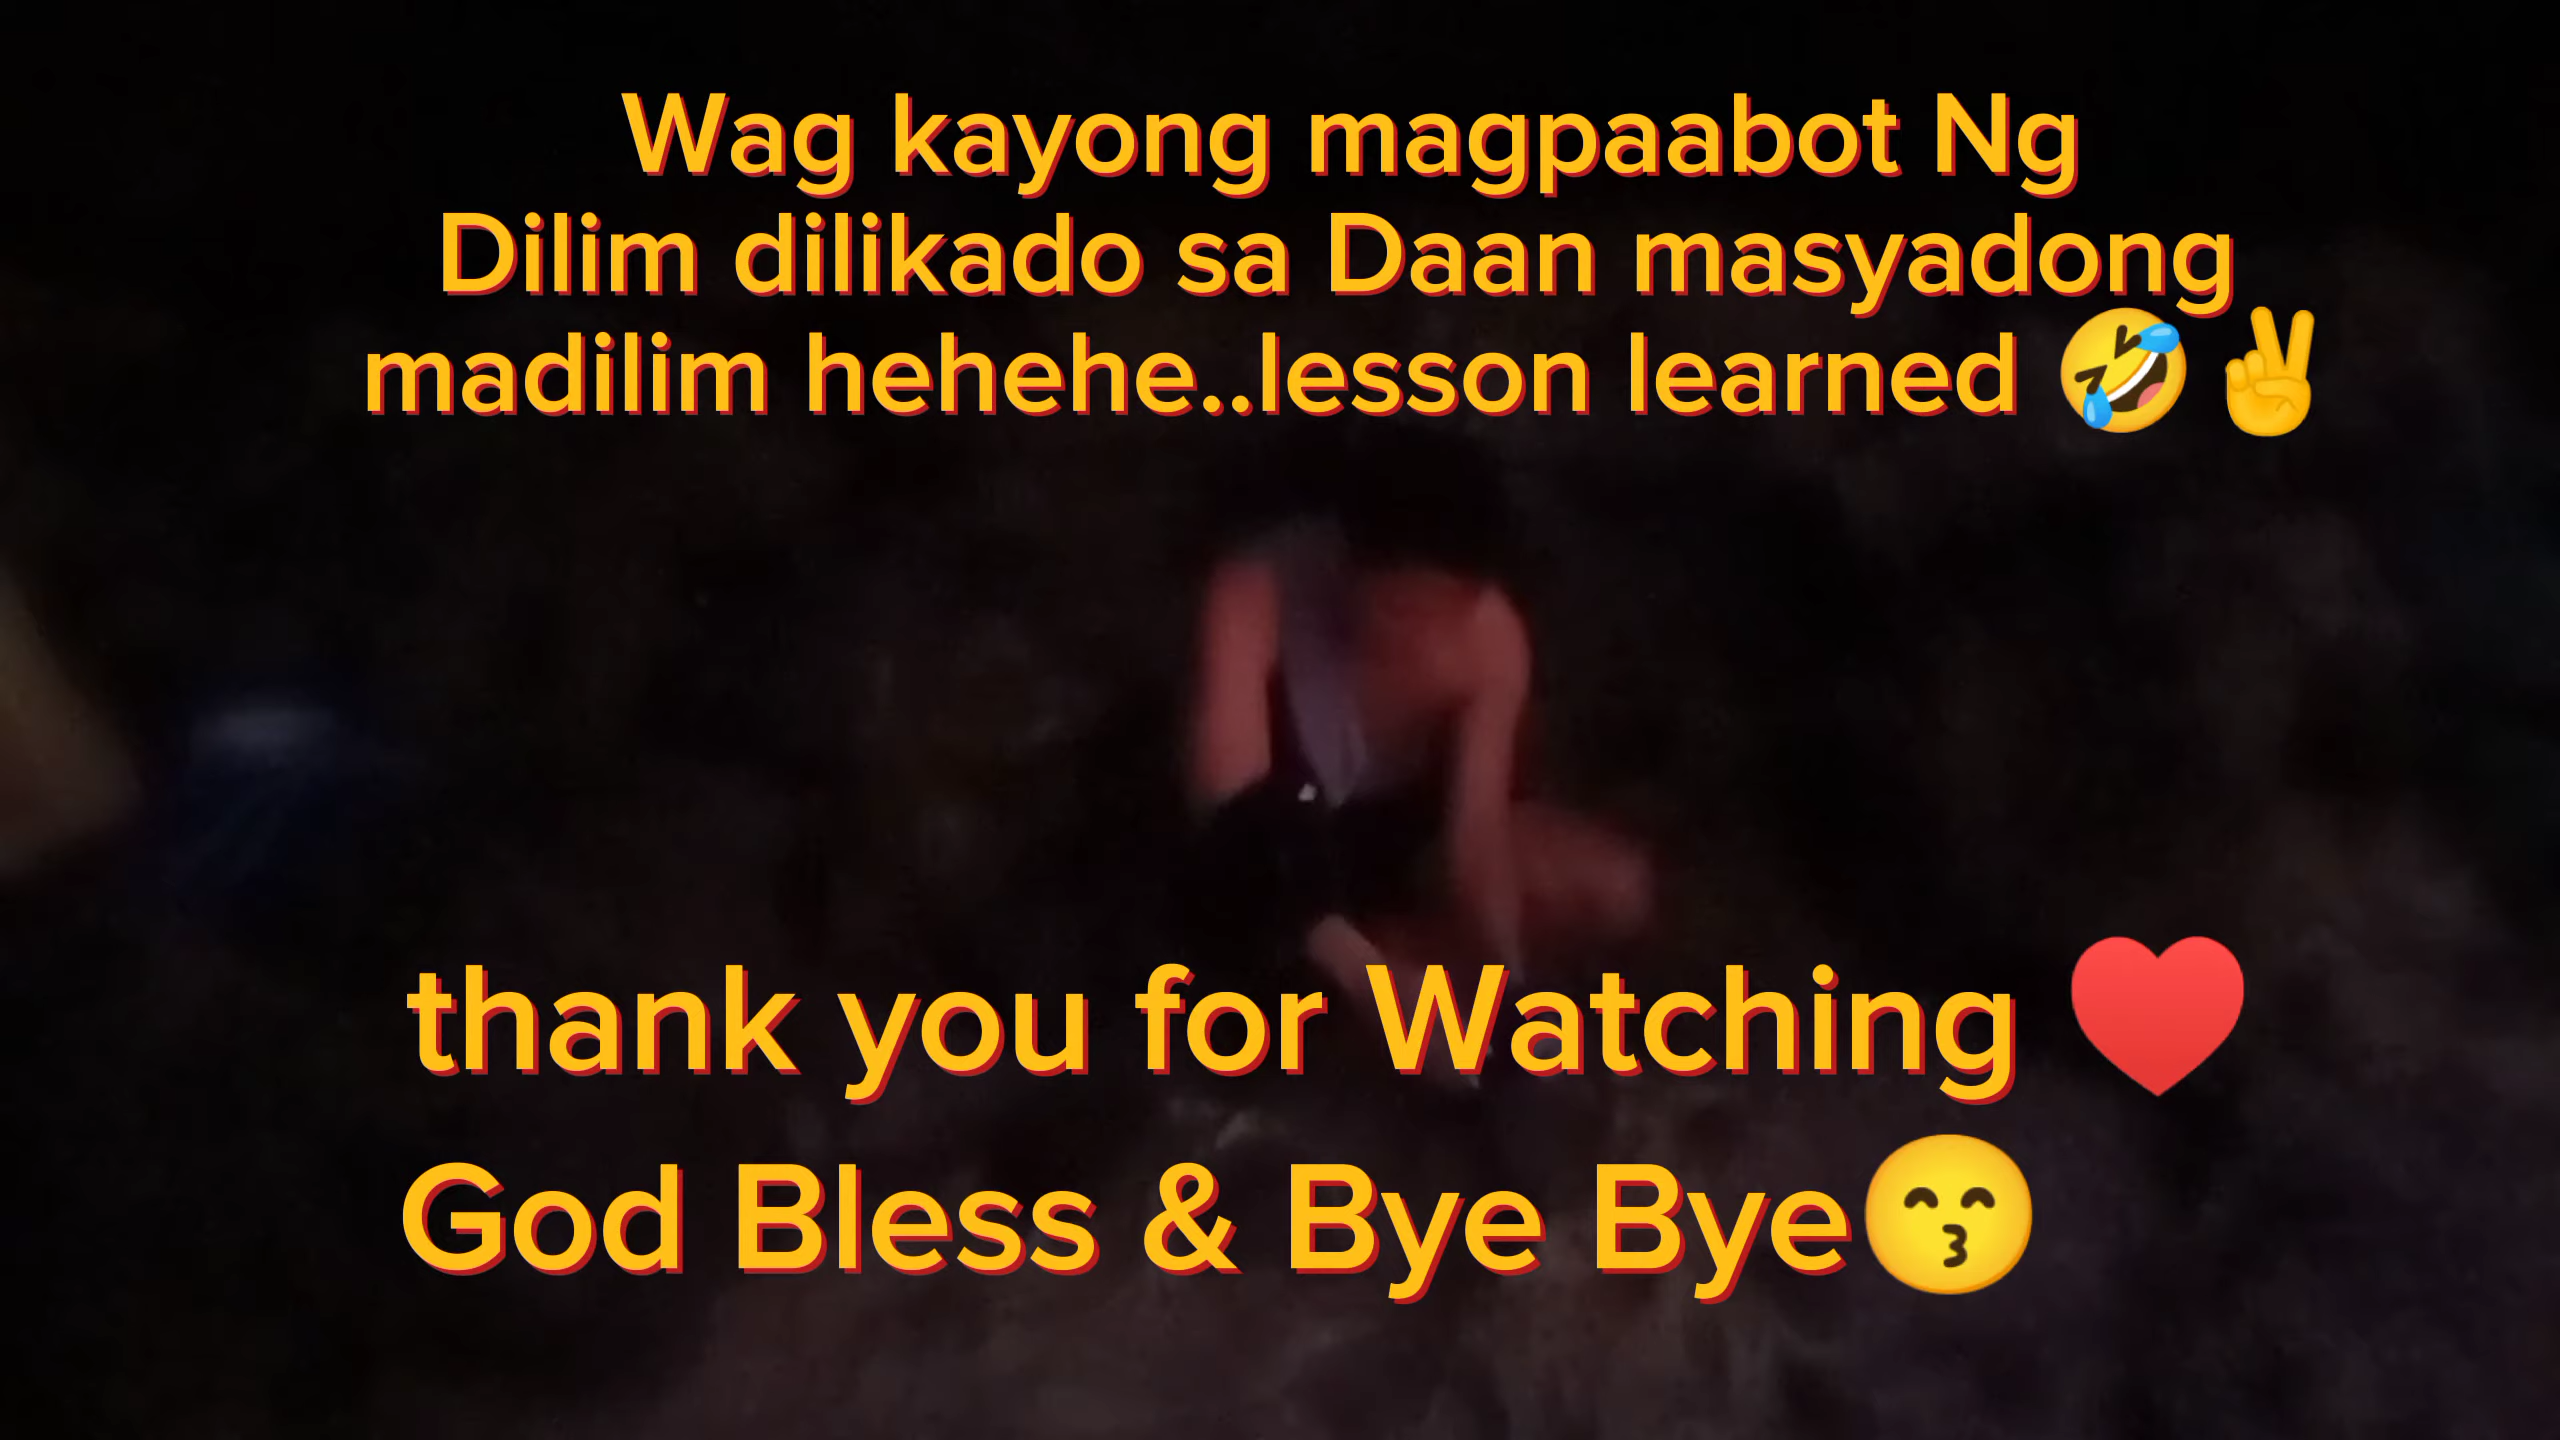 Wag kayong magpaabot Ng
Dilim dilikado sa Daan masyadong
madilim hehehe..lesson learned 🤣✌️
thank you for Watching ♥️
God Bless & Bye Bye😙